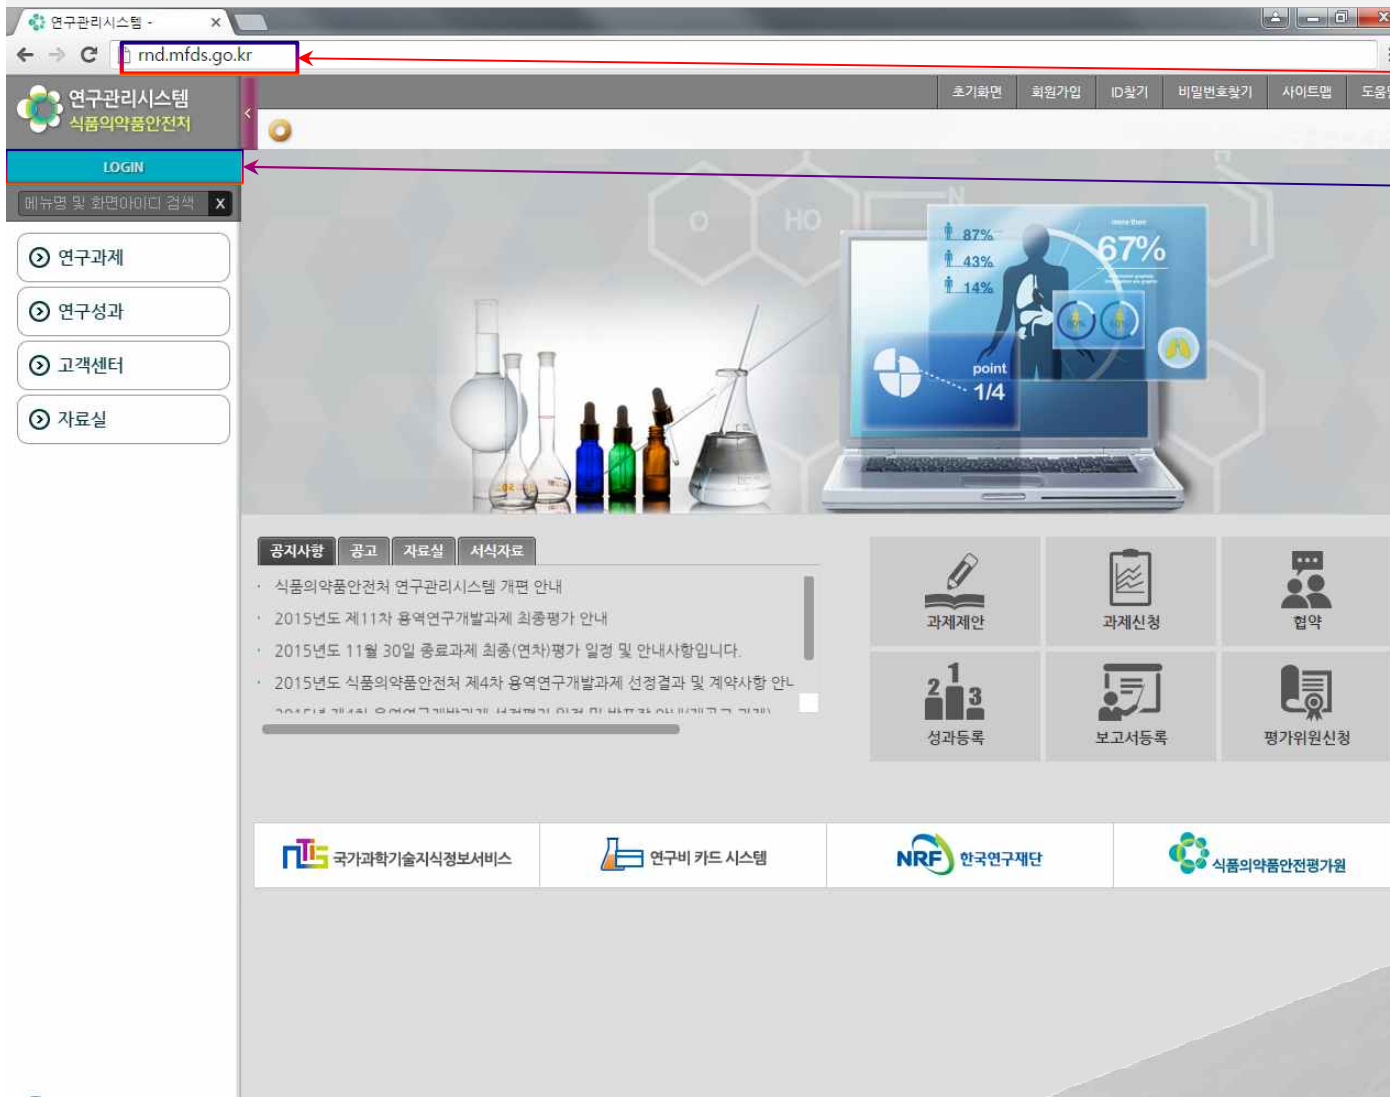 연구관리시스템 -
rnd.mfds.go.kr
연구관리시스템
식품의약품안전처
초기화면 회원가입 ID찾기 비밀번호찾기 사이트맵
LOGIN
메뉴명 및 화면아이디 검색 X
연구과제
연구성과
고객센터
자료실
O HO N
87%
43%
14%
more than
67%
point
1/4
공지사항 공고 자료실 서식자료
· 식품의약품안전처 연구관리시스템 개편 안내
· 2015년도 제11차 용역연구개발과제 최종평가 안내
· 2015년도 11월 30일 종료과제 최종(연차)평가 일정 및 안내사항입니다.
· 2015년도 식품의약품안전처 제4차 용역연구개발과제 선정결과 및 계약사항
과제제안 과제신청 협약
2 1 3
성과등록 보고서등록 평가위원신청
NTIS 국가과학기술지식정보서비스
연구비 카드 시스템
NRF 한국연구재단
식품의약품안전평가원